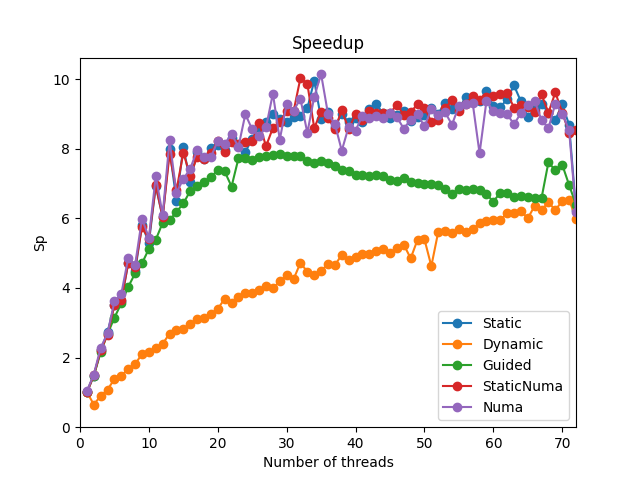 Speedup
Sp
10
8
6
4
2
0
0 10 20 30 40 50 60 70
Number of threads
Static
Dynamic
Guided
StaticNuma
Numa